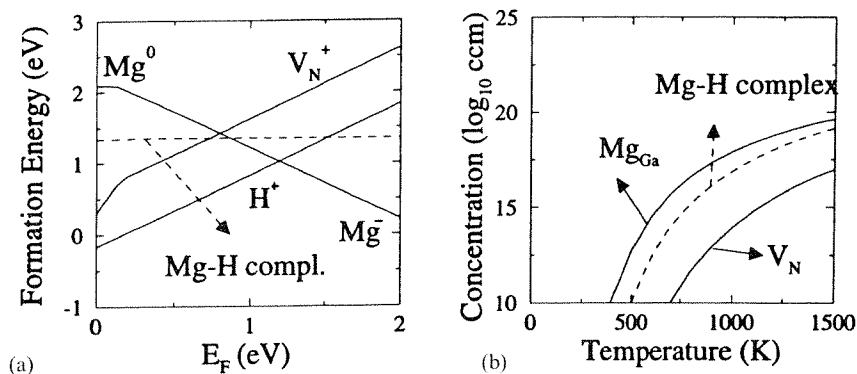 Formation Energy (eV)
3
2
1
0
-1
Mg⁰
V_N⁺
H⁺
Mg⁻
Mg-H compl.
0
1
2
E_F (eV)
(a)
Concentration (log₁₀ ccm)
25
20
15
10
Mg-H complex
Mg_Ga
V_N
0
500
1000
1500
Temperature (K)
(b)